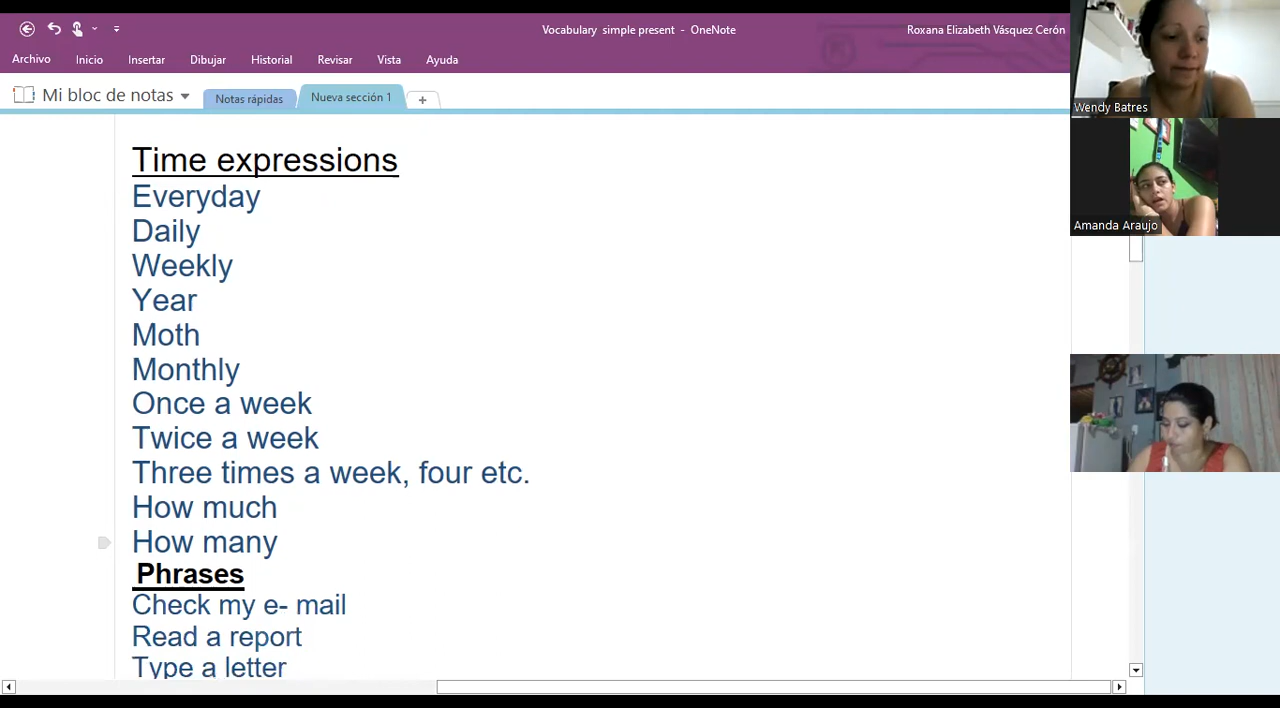 Vocabulary simple present - OneNote
Roxana Elizabeth Vásquez Cerón
Archivo
Inicio
Insertar
Dibujar
Historial
Revisar
Vista
Ayuda
Mi bloc de notas
Notas rápidas
Nueva sección 1
Time expressions
Everyday
Daily
Weekly
Year
Moth
Monthly
Once a week
Twice a week
Three times a week, four etc.
How much
How many
Phrases
Check my e- mail
Read a report
Type a letter
Wendy Batres
Amanda Araujo